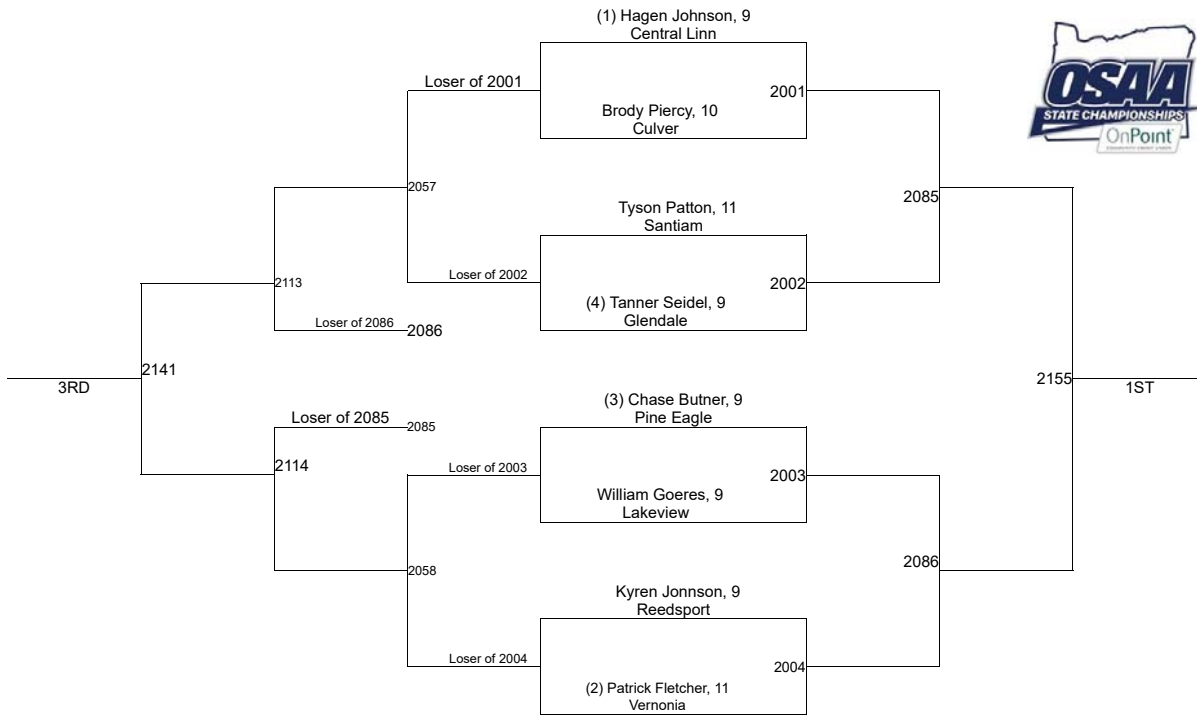 (1) Hagen Johnson, 9
Central Linn
Loser of 2001
2001
Brody Piercy, 10
Culver
OSAA
STATE CHAMPIONSHIPS
OnPoint
COMMUNITY CREDIT UNION
2057
2085
Tyson Patton, 11
Santiam
Loser of 2002
2002
2113
(4) Tanner Seidel, 9
Glendale
Loser of 2086
2086
2141
3RD
2155
1ST
(3) Chase Butner, 9
Pine Eagle
Loser of 2085
2085
2114
Loser of 2003
2003
William Goeres, 9
Lakeview
2058
2086
Kyren Jonnson, 9
Reedsport
Loser of 2004
2004
(2) Patrick Fletcher, 11
Vernonia